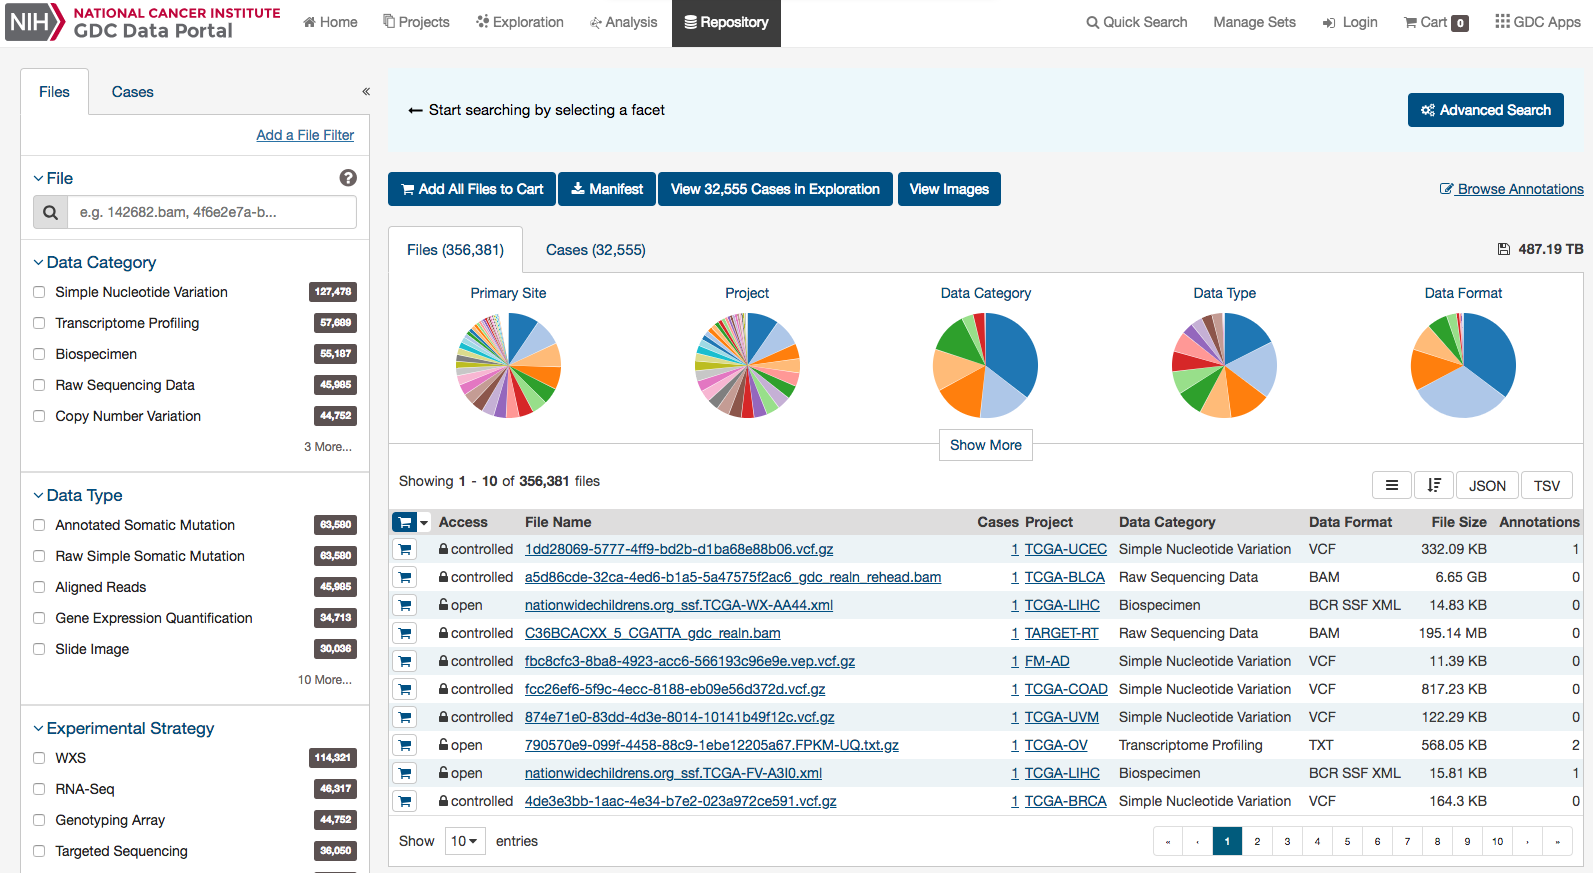 NIH NATIONAL CANCER INSTITUTE
GDC Data Portal
Home Projects Exploration Analysis Repository Quick Search Manage Sets Login Cart 0 GDC Apps
Files Cases «
Add a File Filter
File ?
e.g. 142682.bam, 4f6e2e7a-b...
Data Category
Simple Nucleotide Variation 127,478
Transcriptome Profiling 57,689
Biospecimen 55,187
Raw Sequencing Data 45,985
Copy Number Variation 44,752
3 More...
Data Type
Annotated Somatic Mutation 63,580
Raw Simple Somatic Mutation 63,580
Aligned Reads 45,985
Gene Expression Quantification 34,713
Slide Image 30,036
10 More...
Experimental Strategy
WXS 114,321
RNA-Seq 46,317
Genotyping Array 44,752
Targeted Sequencing 36,050
Start searching by selecting a facet
Advanced Search
Add All Files to Cart Manifest View 32,555 Cases in Exploration View Images Browse Annotations
Files (356,381) Cases (32,555) 487.19 TB
Primary Site Project Data Category Data Type Data Format
Show More
Showing 1 - 10 of 356,381 files
JSON TSV
Access File Name Cases Project Data Category Data Format File Size Annotations
controlled 1dd28069-5777-4ff9-bd2b-d1ba68e88b06.vcf.gz 1 TCGA-UCEC Simple Nucleotide Variation VCF 332.09 KB 1
controlled a5d86cde-32ca-4ed6-b1a5-5a47575f2ac6_gdc_realn_rehead.bam 1 TCGA-BLCA Raw Sequencing Data BAM 6.65 GB 0
open nationwidechildrens.org_ssf.TCGA-WX-AA44.xml 1 TCGA-LIHC Biospecimen BCR SSF XML 14.83 KB 0
controlled C36BCACXX_5_CGATTA_gdc_realn.bam 1 TARGET-RT Raw Sequencing Data BAM 195.14 MB 0
controlled fbc8cfc3-8ba8-4923-acc6-566193c96e9e.vep.vcf.gz 1 FM-AD Simple Nucleotide Variation VCF 11.39 KB 0
controlled fcc26ef6-5f9c-4ecc-8188-eb09e56d372d.vcf.gz 1 TCGA-COAD Simple Nucleotide Variation VCF 817.23 KB 0
controlled 874e71e0-83dd-4d3e-8014-10141b49f12c.vcf.gz 1 TCGA-UVM Simple Nucleotide Variation VCF 122.29 KB 0
open 790570e9-099f-4458-88c9-1ebe12205a67.FPKM-UQ.txt.gz 1 TCGA-OV Transcriptome Profiling TXT 568.05 KB 2
open nationwidechildrens.org_ssf.TCGA-FV-A3I0.xml 1 TCGA-LIHC Biospecimen BCR SSF XML 15.81 KB 1
controlled 4de3e3bb-1aac-4e34-b7e2-023a972ce591.vcf.gz 1 TCGA-BRCA Simple Nucleotide Variation VCF 164.3 KB 0
Show 10 entries « ‹ 1 2 3 4 5 6 7 8 9 10 › »